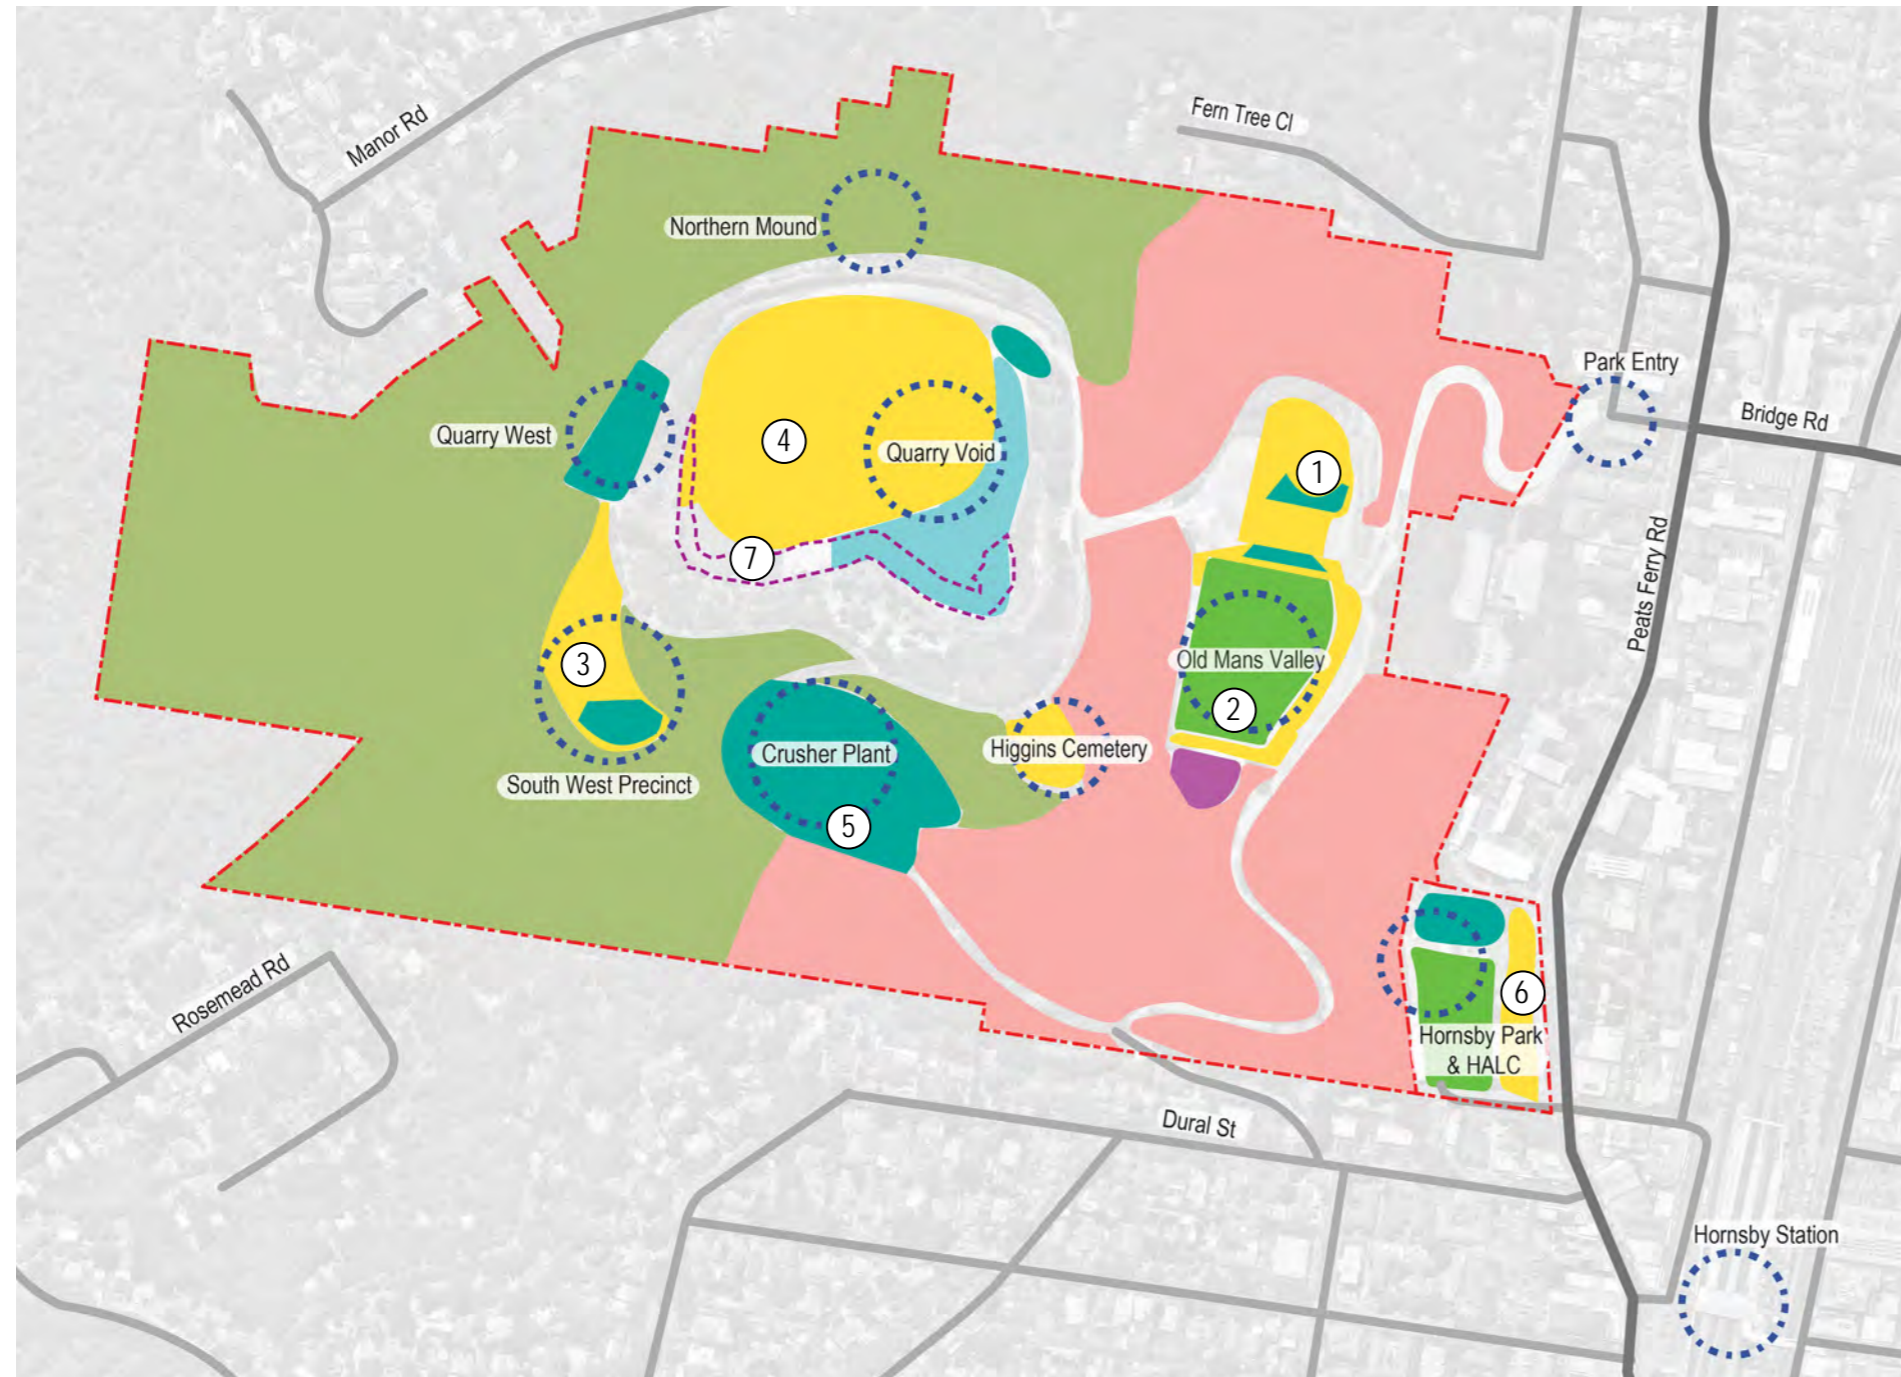 Manor Rd
Fern Tree Cl
Northern Mound
Park Entry
Bridge Rd
Quarry West
4
Quarry Void
1
7
Peats Ferry Rd
3
Old Mans Valley
2
Crusher Plant
Higgins Cemetery
South West Precinct
5
Rosemead Rd
6
Hornsby Park
& HALC
Dural St
Hornsby Station